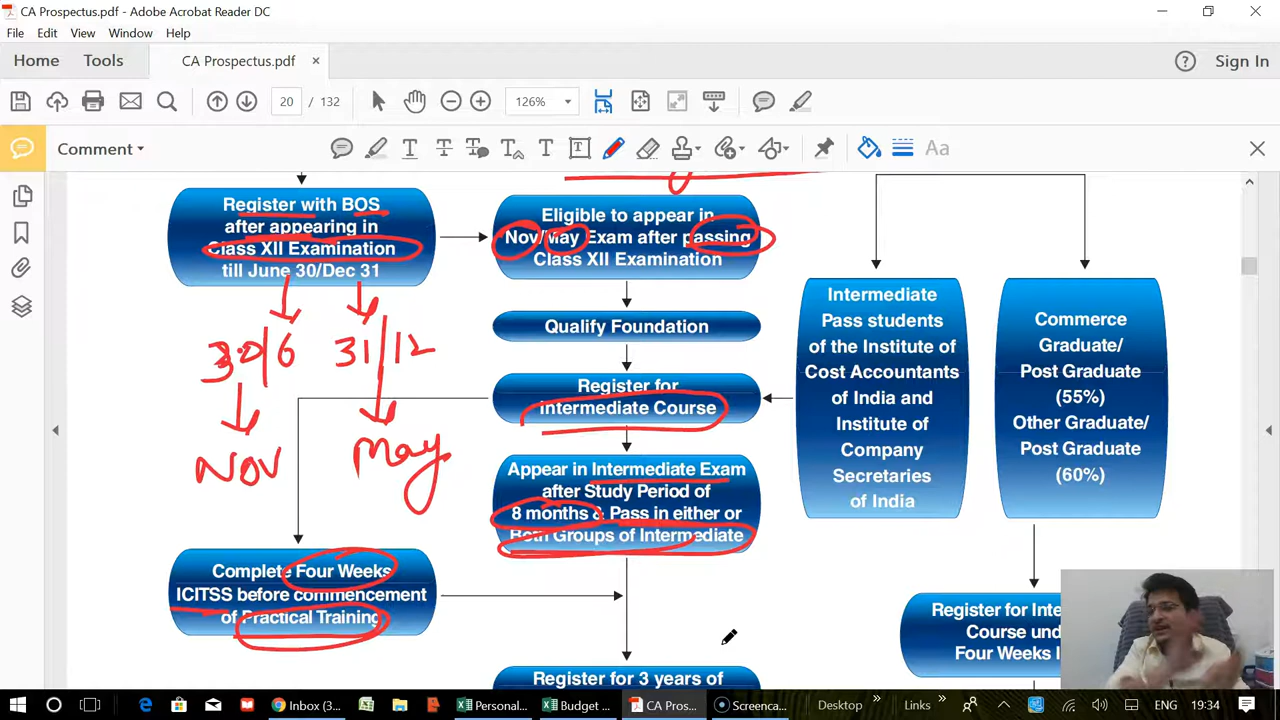 CA Prospectus.pdf - Adobe Acrobat Reader DC
File Edit View Window Help
Home Tools CA Prospectus.pdf × Sign In
20 / 132 126%
Comment
Register with BOS
after appearing in
Class XII Examination
till June 30/Dec 31
Eligible to appear in
Nov/May Exam after passing
Class XII Examination
30/6 31/12
Nov May
Qualify Foundation
Register for
Intermediate Course
Appear in Intermediate Exam
after Study Period of
8 months & Pass in either or
Both Groups of Intermediate
Complete Four Weeks
ICITSS before commencement
of Practical Training
Register for 3 years of
Intermediate
Pass students
of the Institute of
Cost Accountants
of India and
Institute of
Company
Secretaries
of India
Commerce
Graduate/
Post Graduate
(55%)
Other Graduate/
Post Graduate
(60%)
Register for Inte
Course und
Four Weeks I
Inbox (3... Personal... Budget ... CA Pros... Screenca... Desktop Links ENG 19:34